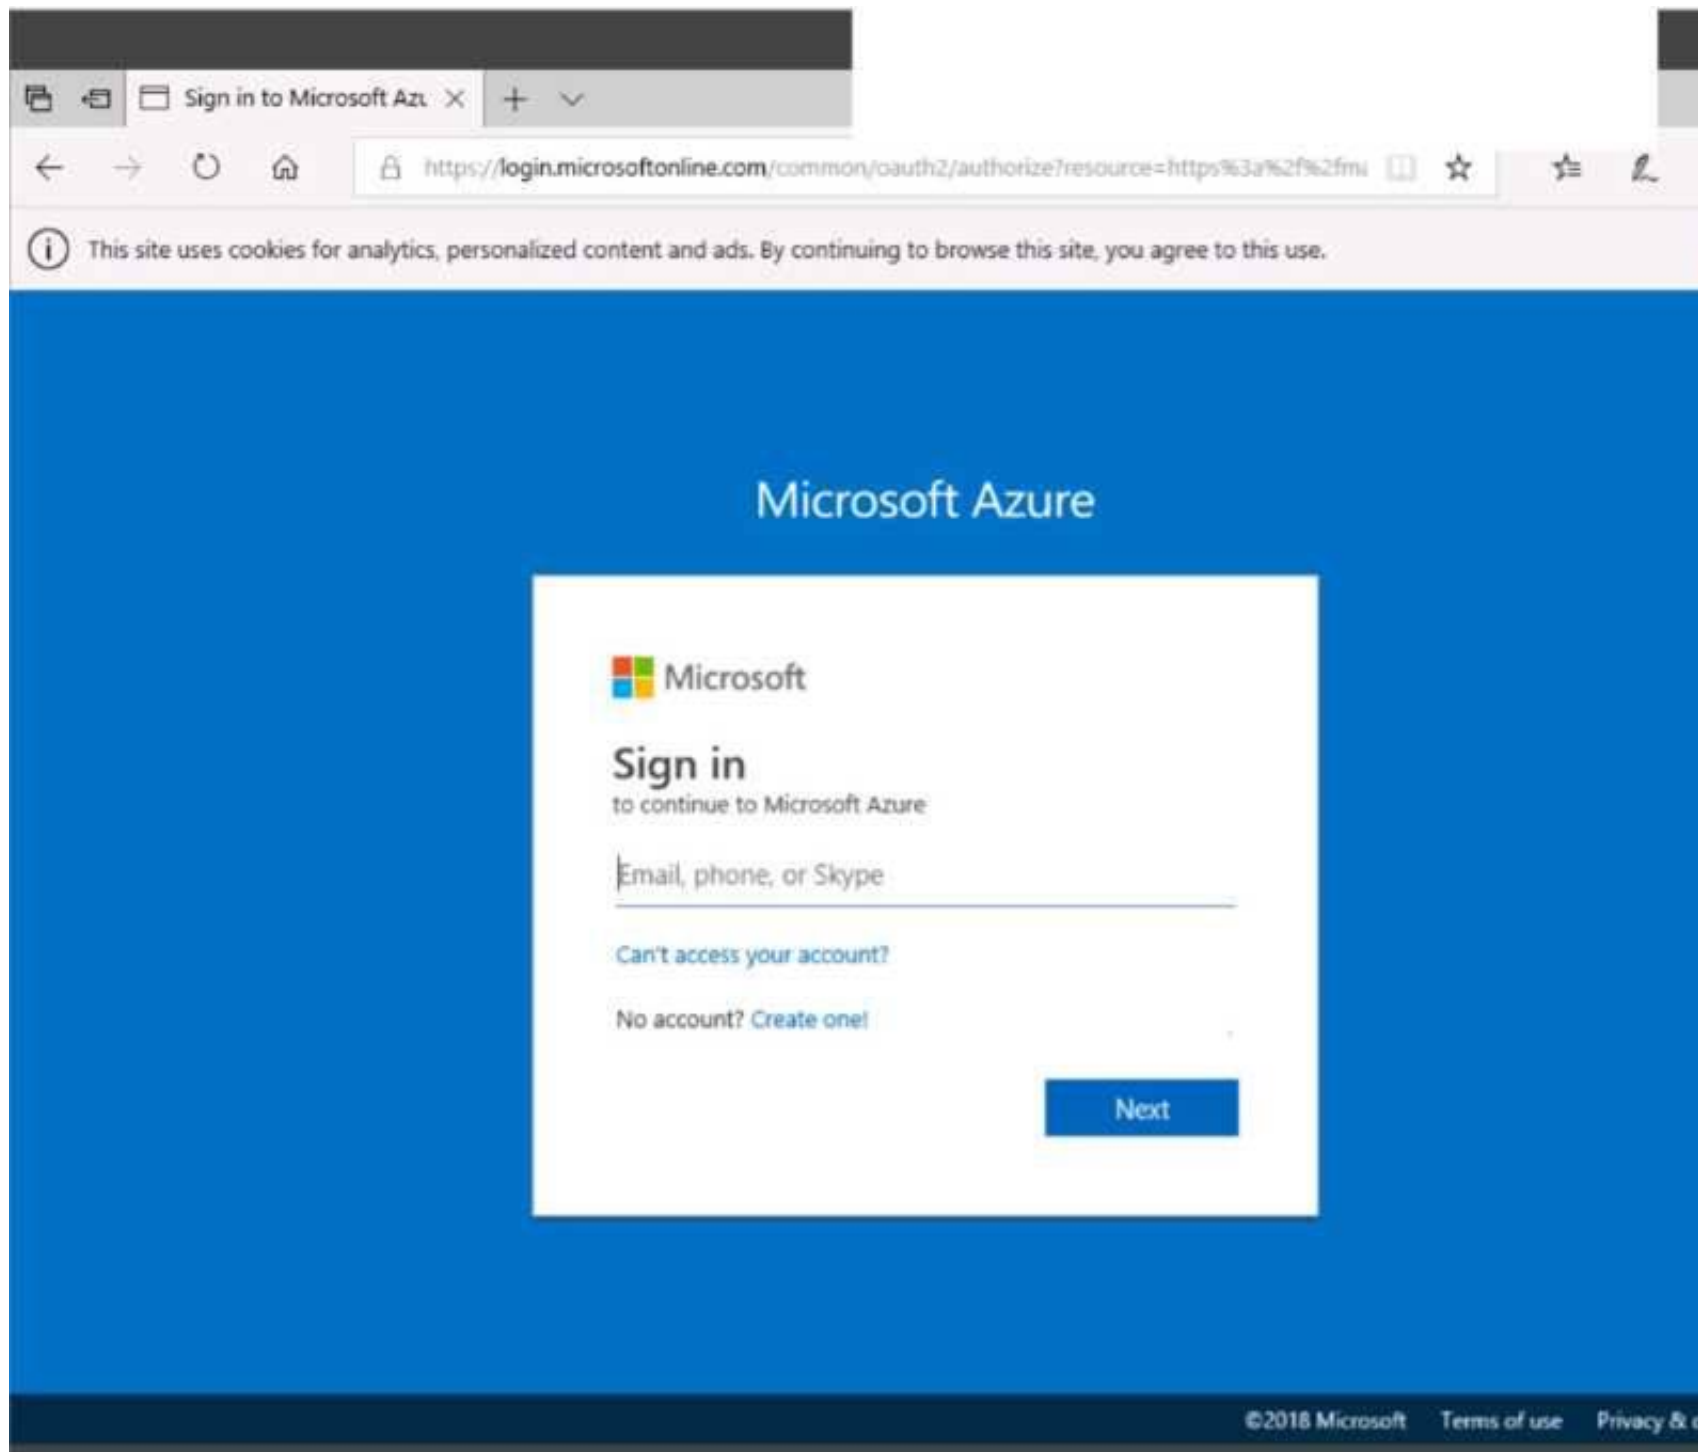 Sign in to Microsoft Azu
https://login.microsoftonline.com/common/oauth2/authorize?resource=https%3a%2f%2fm
This site uses cookies for analytics, personalized content and ads. By continuing to browse this site, you agree to this use.
Microsoft Azure
Microsoft
Sign in
to continue to Microsoft Azure
Email, phone, or Skype
Can't access your account?
No account? Create one!
Next
©2018 Microsoft Terms of use Privacy & c